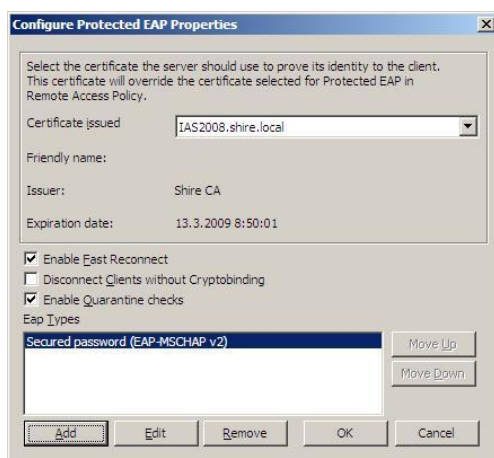 Configure Protected EAP Properties
Select the certificate the server should use to prove its identity to the client.
This certificate will override the certificate selected for Protected EAP in
Remote Access Policy.
Certificate issued
IAS2008.shire.local
Friendly name:
Issuer:
Shire CA
Expiration date:
13.3.2009 8:50:01
Enable Fast Reconnect
Disconnect Clients without Cryptobinding
Enable Quarantine checks
Eap Types
Secured password (EAP-MSCHAP v2)
Move Up
Move Down
Add
Edit
Remove
OK
Cancel